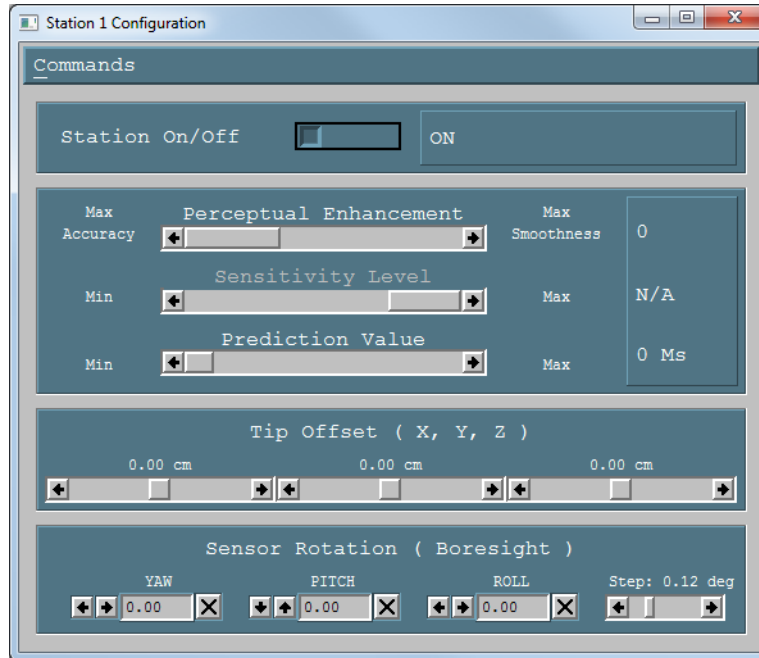 Station 1 Configuration
Commands
Station On/Off
ON
Max Accuracy
Perceptual Enhancement
Max Smoothness
0
Min
Sensitivity Level
Max
N/A
Min
Prediction Value
Max
0 Ms
Tip Offset ( X, Y, Z )
0.00 cm
0.00 cm
0.00 cm
Sensor Rotation ( Boresight )
YAW
PITCH
ROLL
Step: 0.12 deg
0.00
0.00
0.00